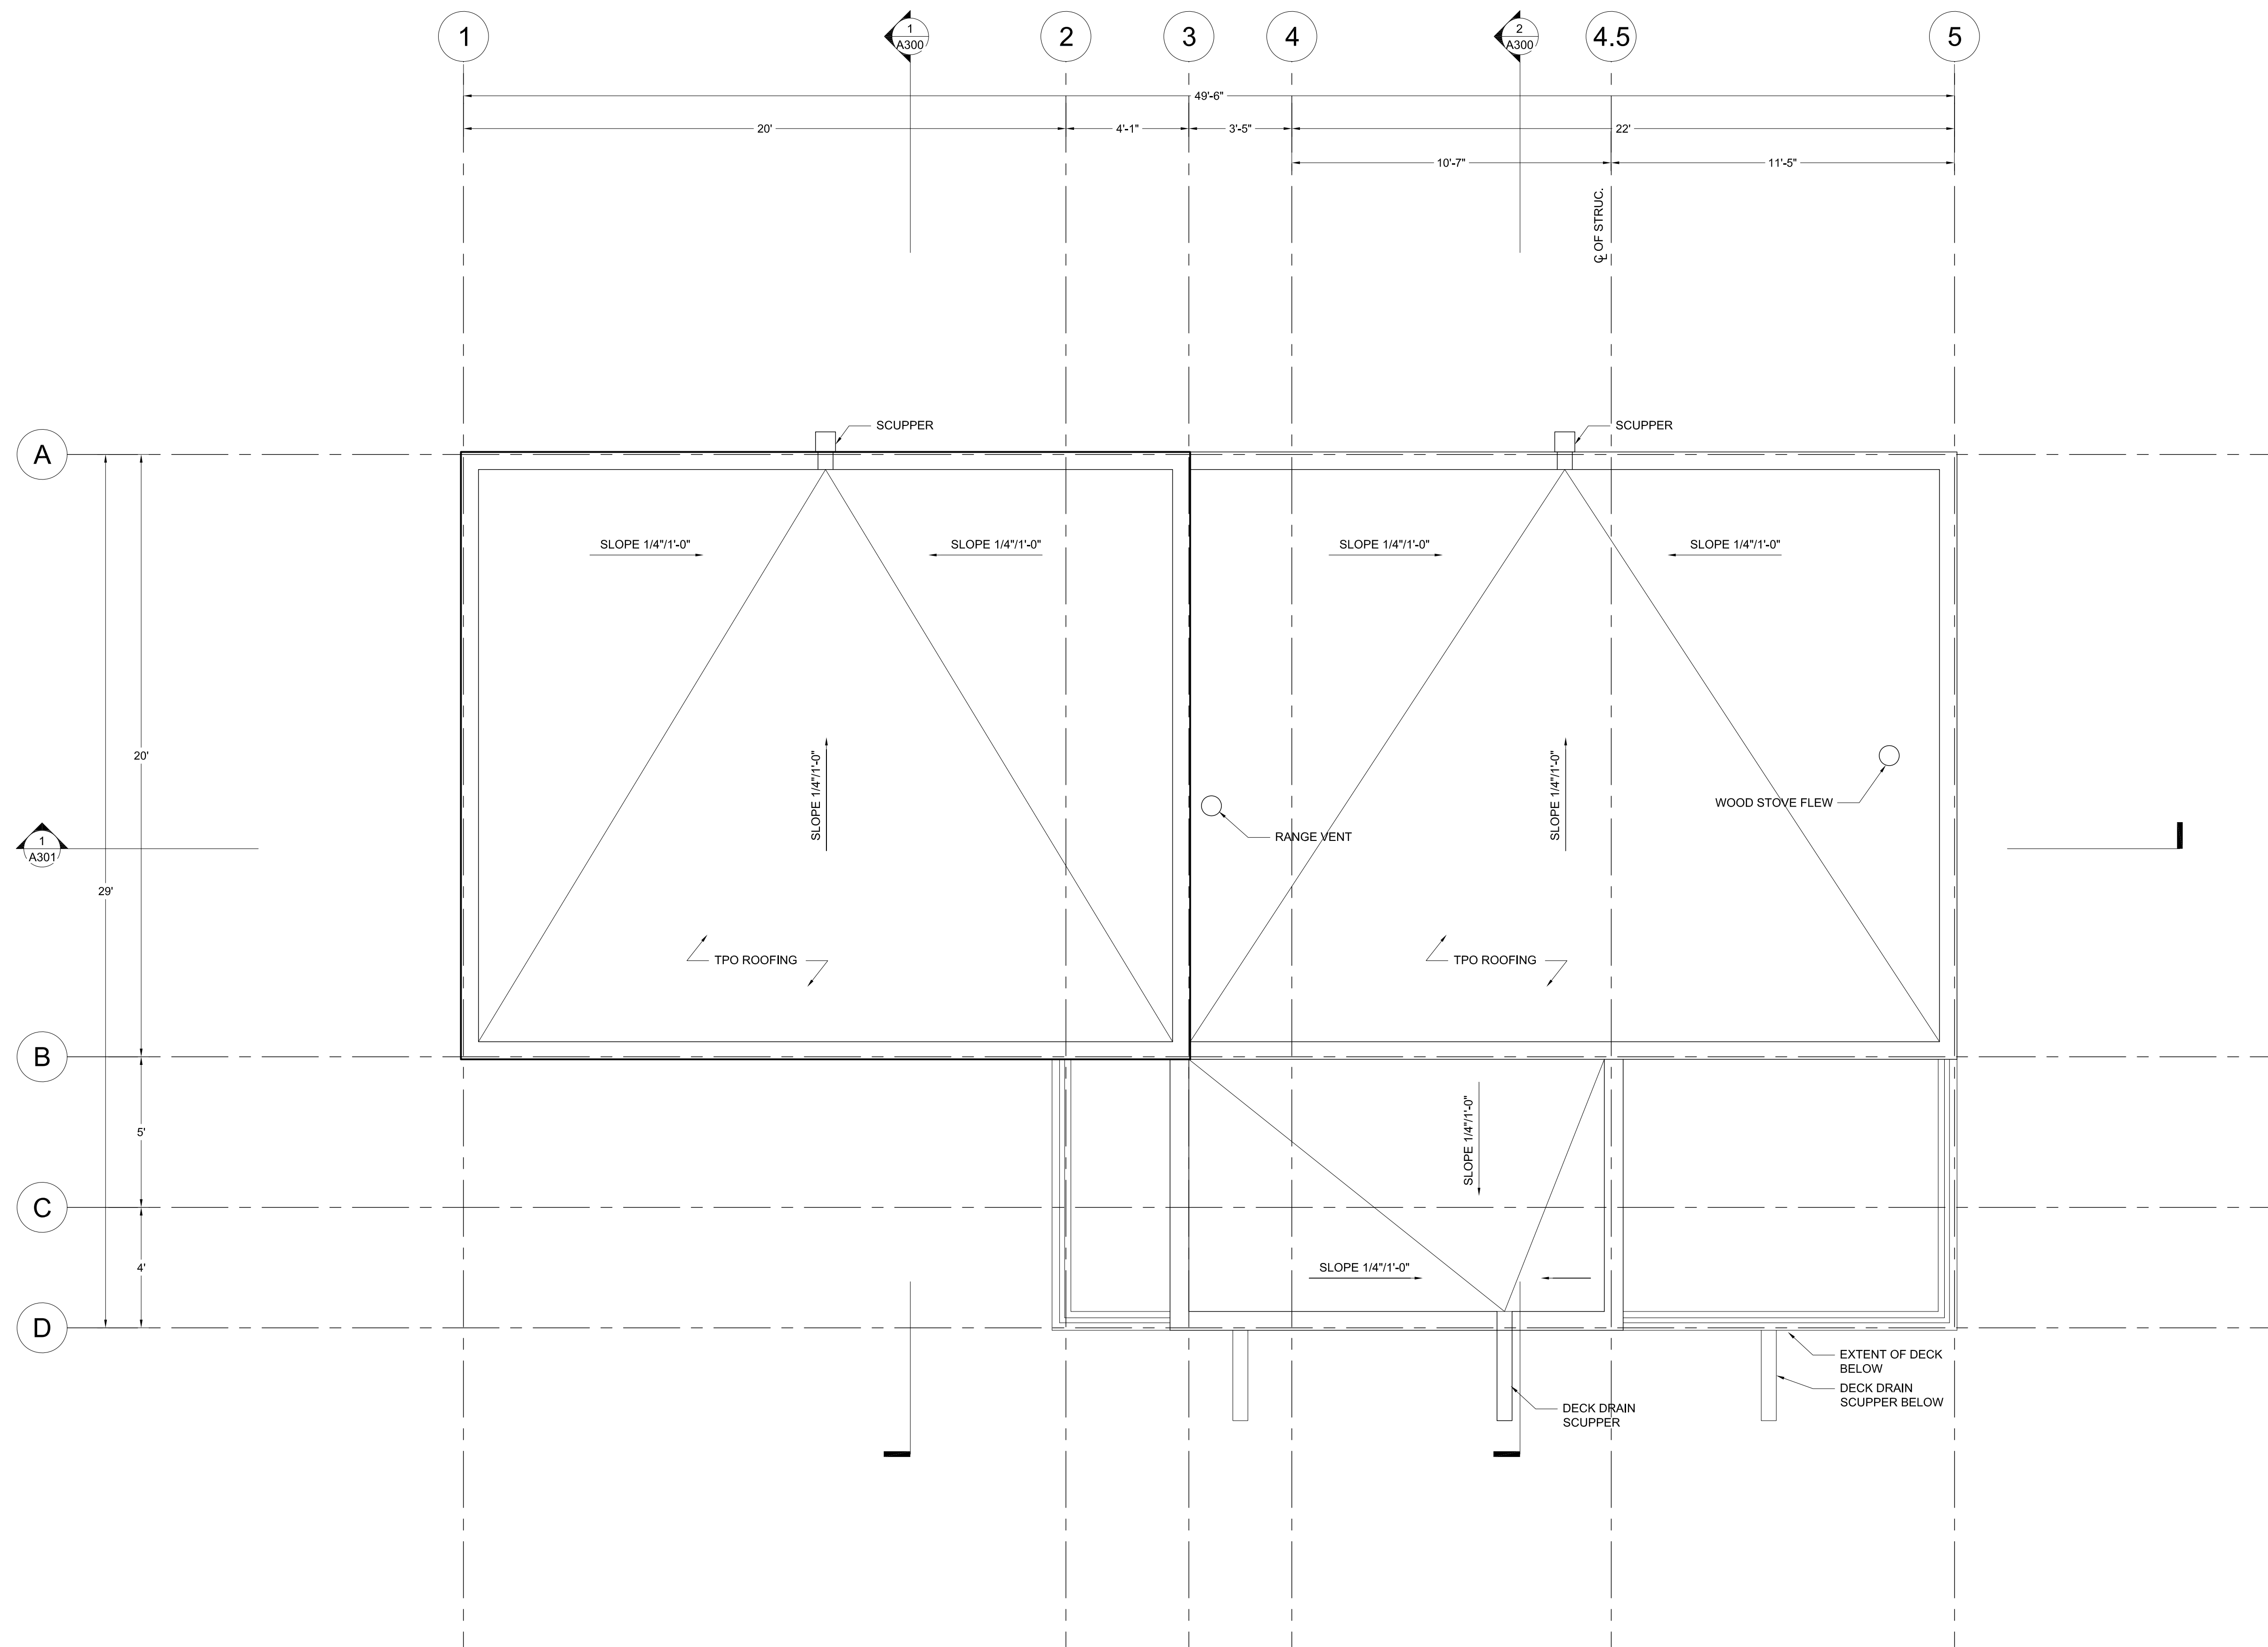 1
1
A300
2
3
4
2
A300
4.5
5
49'-6"
20'
4'-1"
3'-5"
22'
10'-7"
11'-5"
℄ OF STRUC.
SCUPPER
SCUPPER
A
SLOPE 1/4"/1'-0"
SLOPE 1/4"/1'-0"
SLOPE 1/4"/1'-0"
SLOPE 1/4"/1'-0"
20'
SLOPE 1/4"/1'-0"
SLOPE 1/4"/1'-0"
WOOD STOVE FLEW
RANGE VENT
1
A301
29'
TPO ROOFING
TPO ROOFING
B
5'
SLOPE 1/4"/1'-0"
C
4'
SLOPE 1/4"/1'-0"
D
EXTENT OF DECK
BELOW
DECK DRAIN
SCUPPER BELOW
DECK DRAIN
SCUPPER